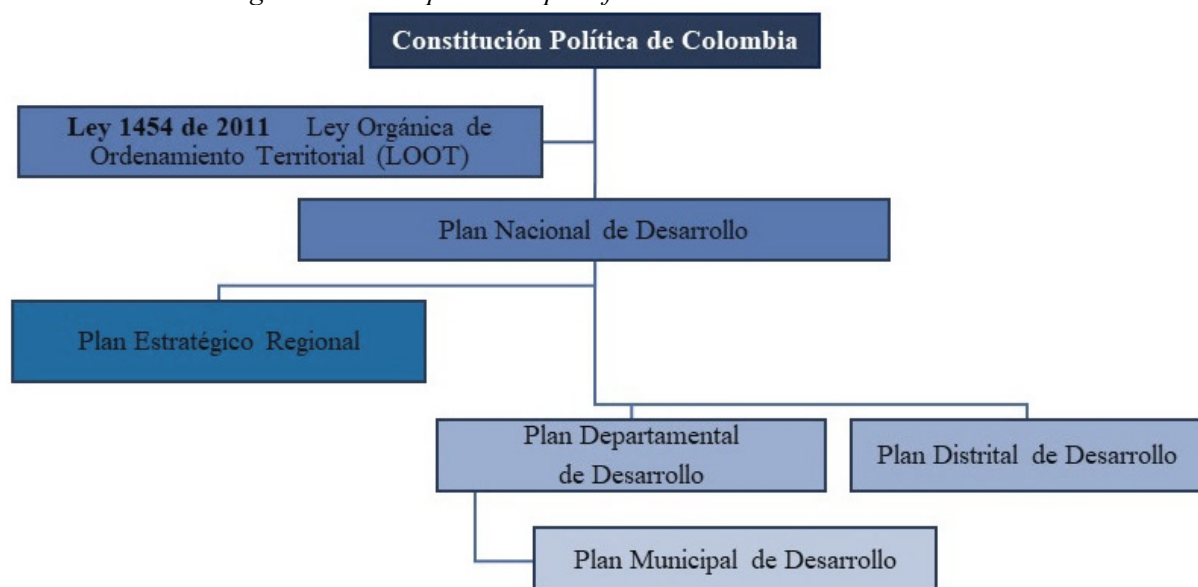 Constitución Política de Colombia
Ley 1454 de 2011 Ley Orgánica de
Ordenamiento Territorial (LOOT)
Plan Nacional de Desarrollo
Plan Estratégico Regional
Plan Departamental
de Desarrollo
Plan Distrital de Desarrollo
Plan Municipal de Desarrollo